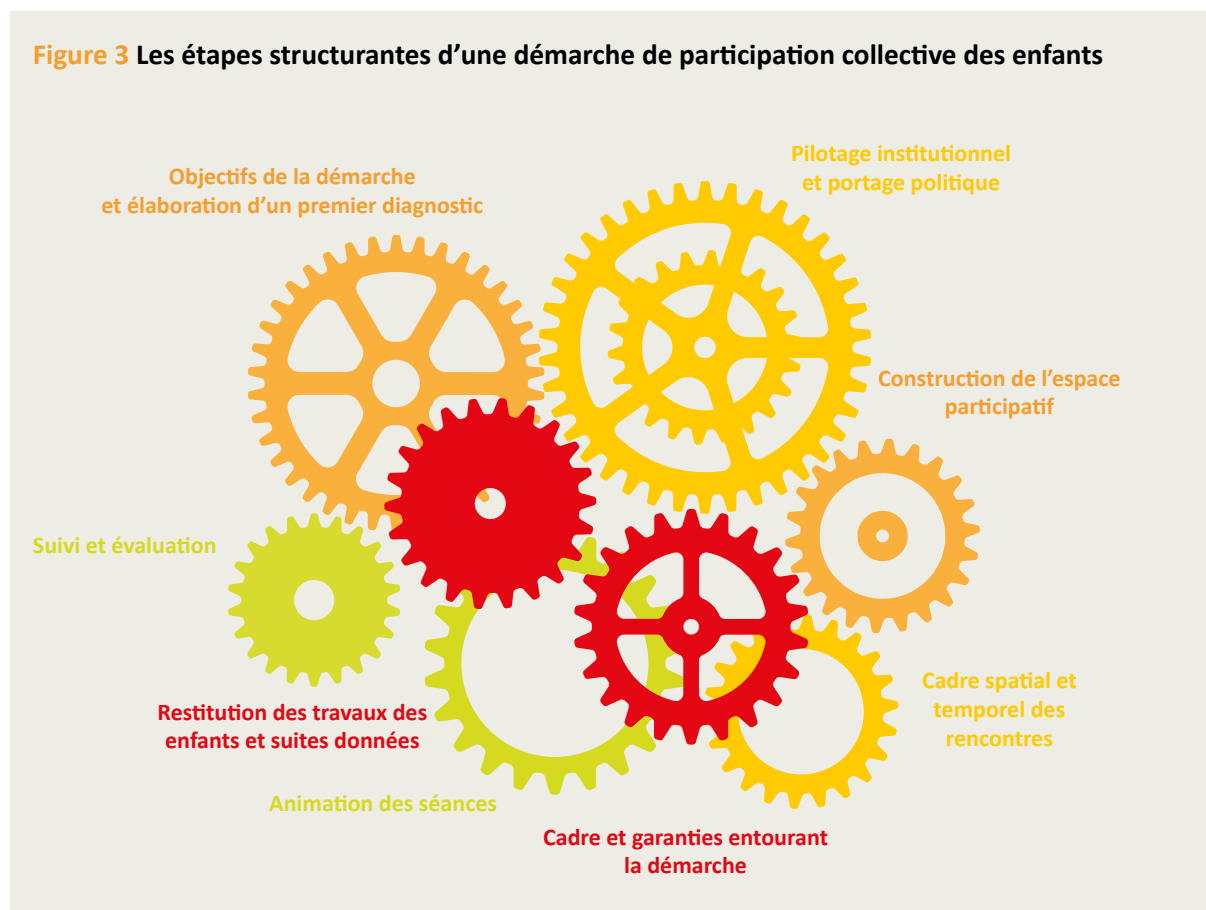 Figure 3 Les étapes structurantes d’une démarche de participation collective des enfants
Pilotage institutionnel
et portage politique
Objectifs de la démarche
et élaboration d’un premier diagnostic
Construction de l’espace
participatif
Suivi et évaluation
Cadre spatial et
temporel des
rencontres
Restitution des travaux des
enfants et suites données
Animation des séances
Cadre et garanties entourant
la démarche